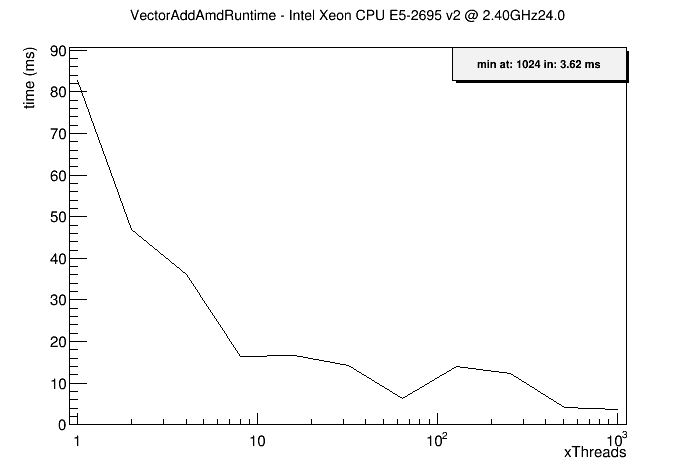 VectorAddAmdRuntime - Intel Xeon CPU E5-2695 v2 @ 2.40GHz24.0
min at: 1024 in: 3.62 ms
time (ms)
90
80
70
60
50
40
30
20
10
0
1 10 10² 10³
xThreads